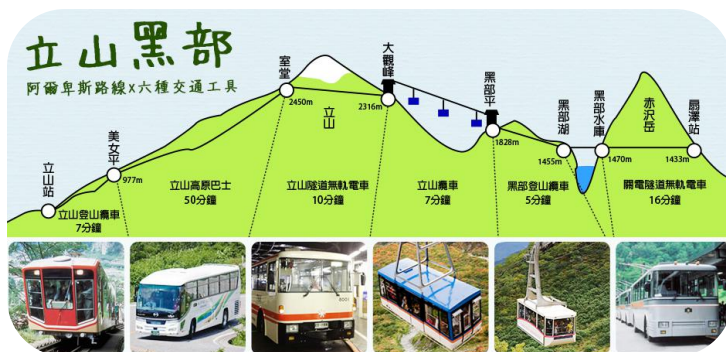 立山黑部
阿爾卑斯路線x六種交通工具
立山站
美女平
977m
室堂
2450m
立山
大觀峰
2316m
黑部平
1828m
黑部湖
1455m
黑部水庫
1470m
赤沢岳
扇澤站
1433m
立山登山纜車
7分鐘
立山高原巴士
50分鐘
立山隧道無軌電車
10分鐘
立山纜車
7分鐘
黑部登山纜車
5分鐘
關電隧道無軌電車
16分鐘